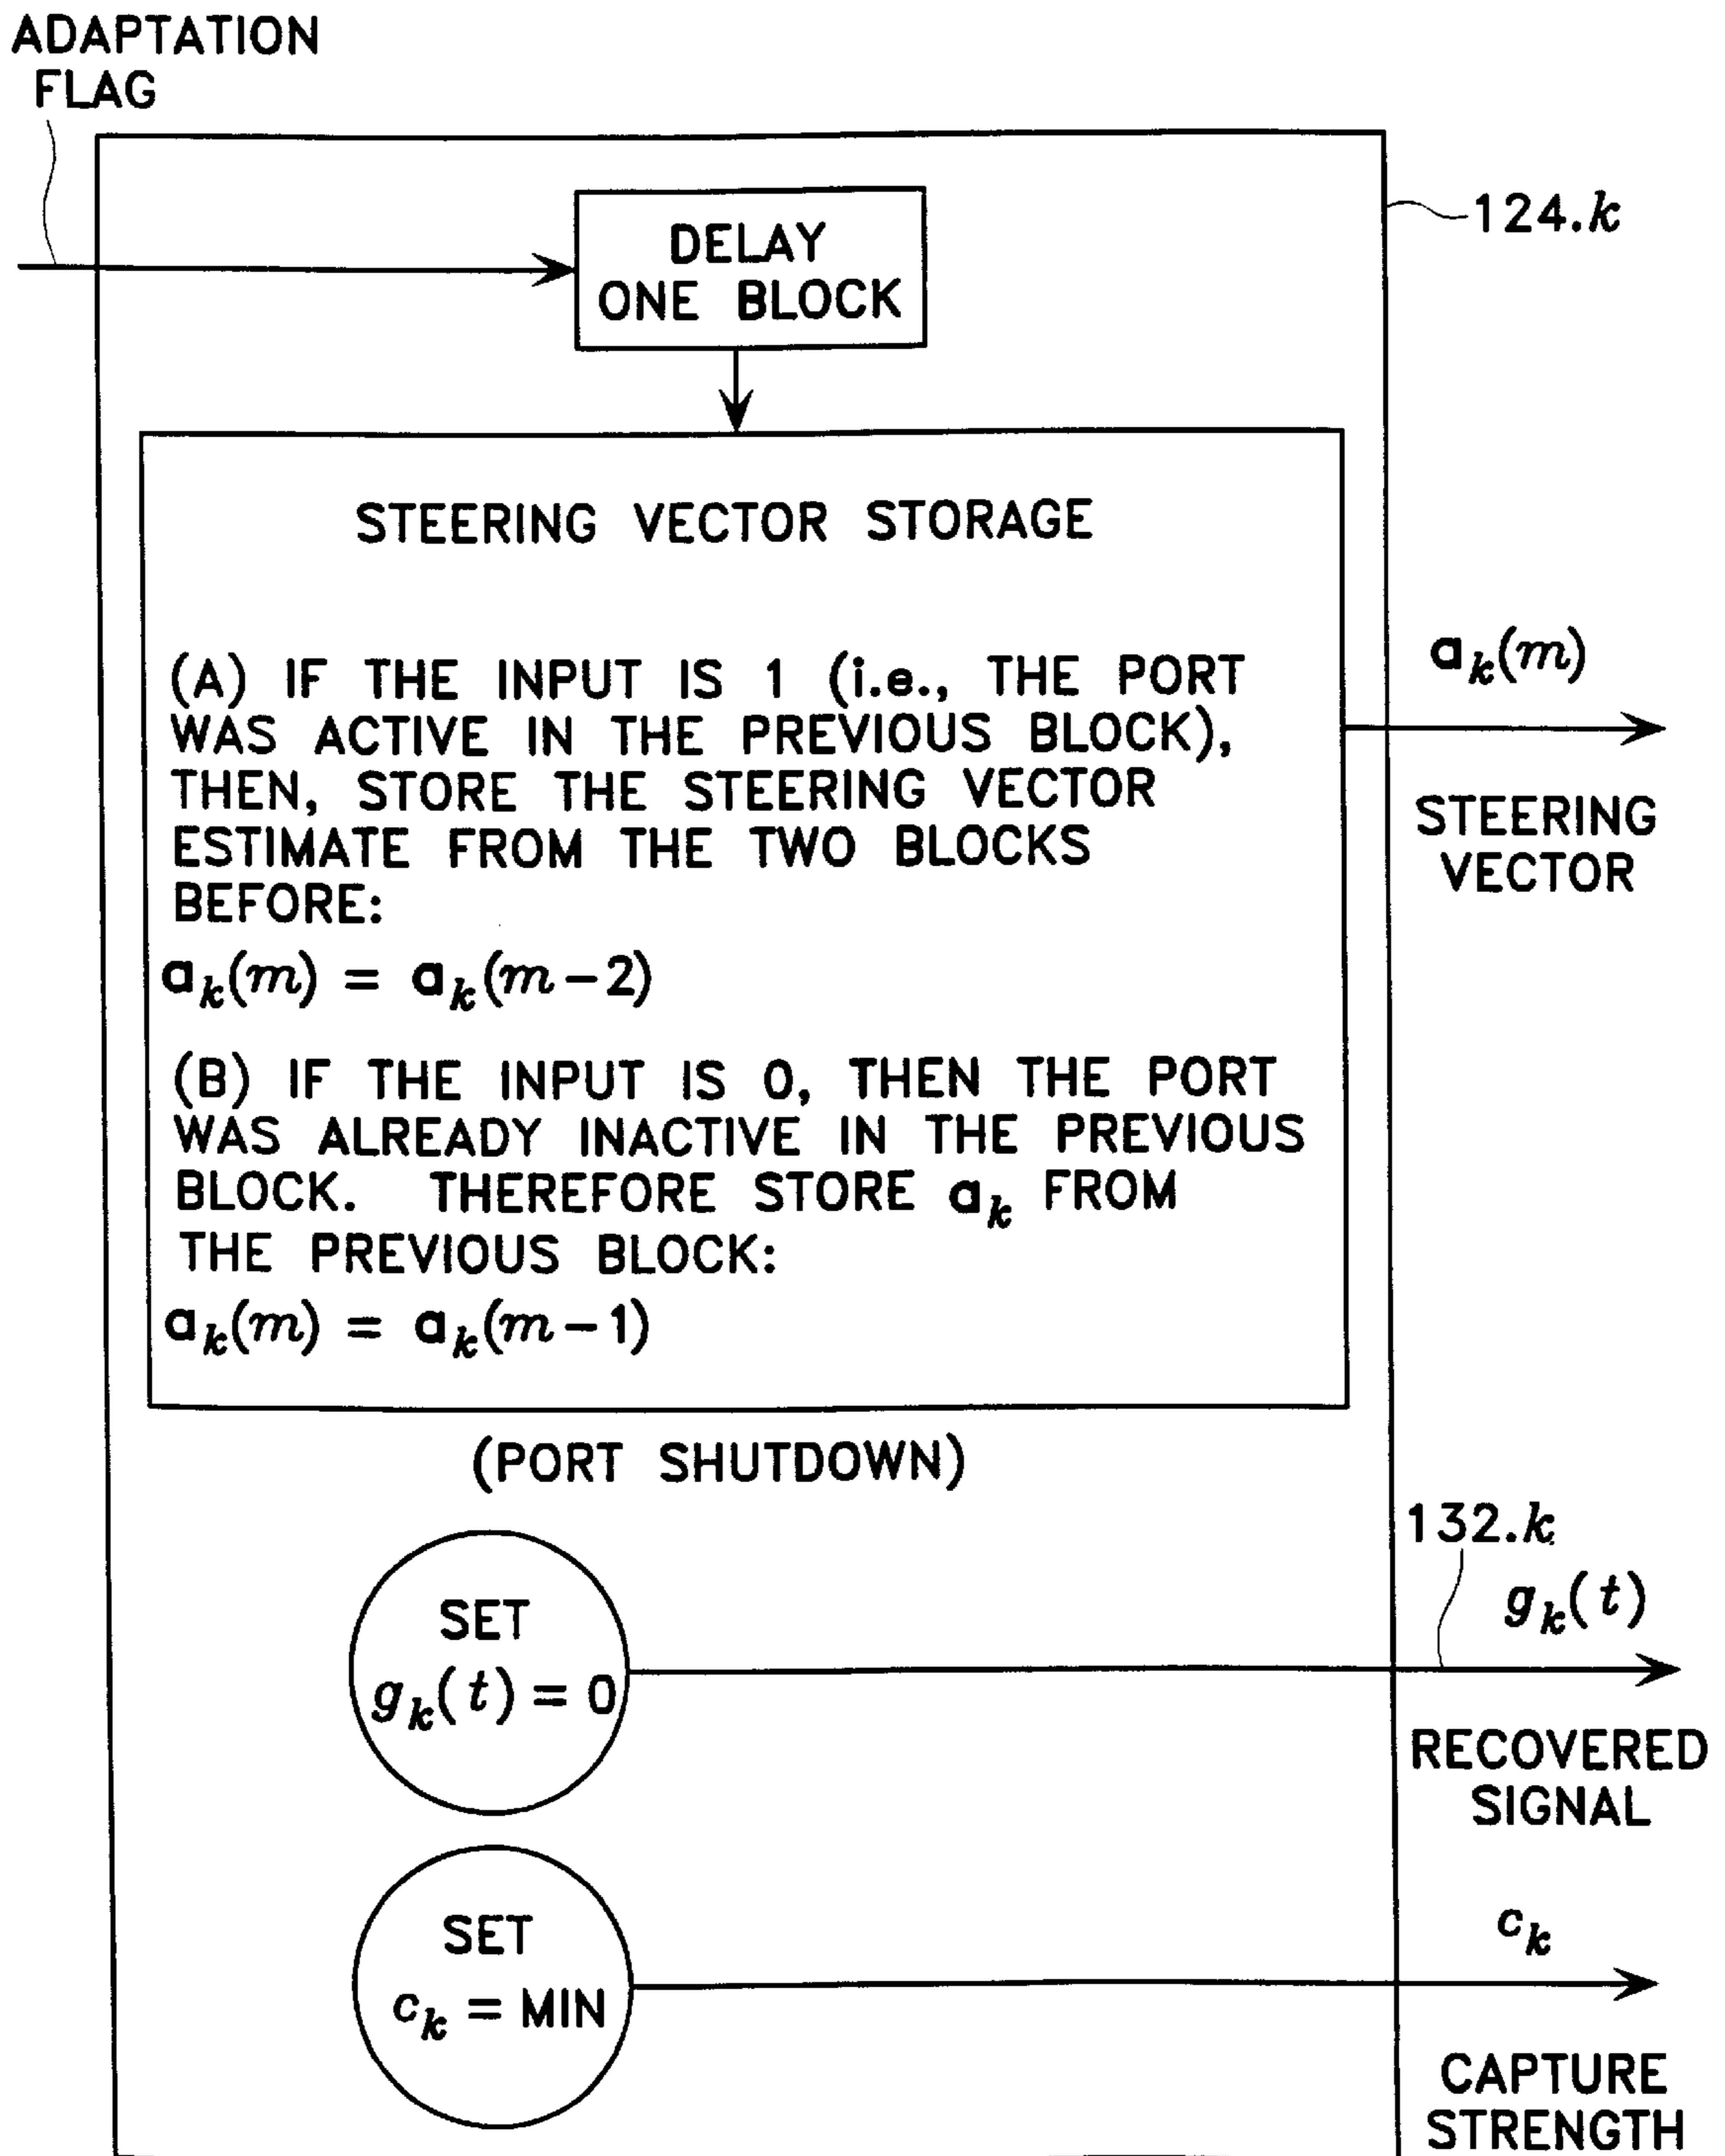 ADAPTATION
FLAG
124.k
DELAY
ONE BLOCK
STEERING VECTOR STORAGE
(A) IF THE INPUT IS 1 (i.e., THE PORT
WAS ACTIVE IN THE PREVIOUS BLOCK),
THEN, STORE THE STEERING VECTOR
ESTIMATE FROM THE TWO BLOCKS
BEFORE:
a_k(m) = a_k(m-2)
(B) IF THE INPUT IS 0, THEN THE PORT
WAS ALREADY INACTIVE IN THE PREVIOUS
BLOCK. THEREFORE STORE a_k FROM
THE PREVIOUS BLOCK:
a_k(m) = a_k(m-1)
a_k(m)
STEERING
VECTOR
(PORT SHUTDOWN)
132.k
SET
g_k(t) = 0
g_k(t)
RECOVERED
SIGNAL
SET
c_k = MIN
c_k
CAPTURE
STRENGTH